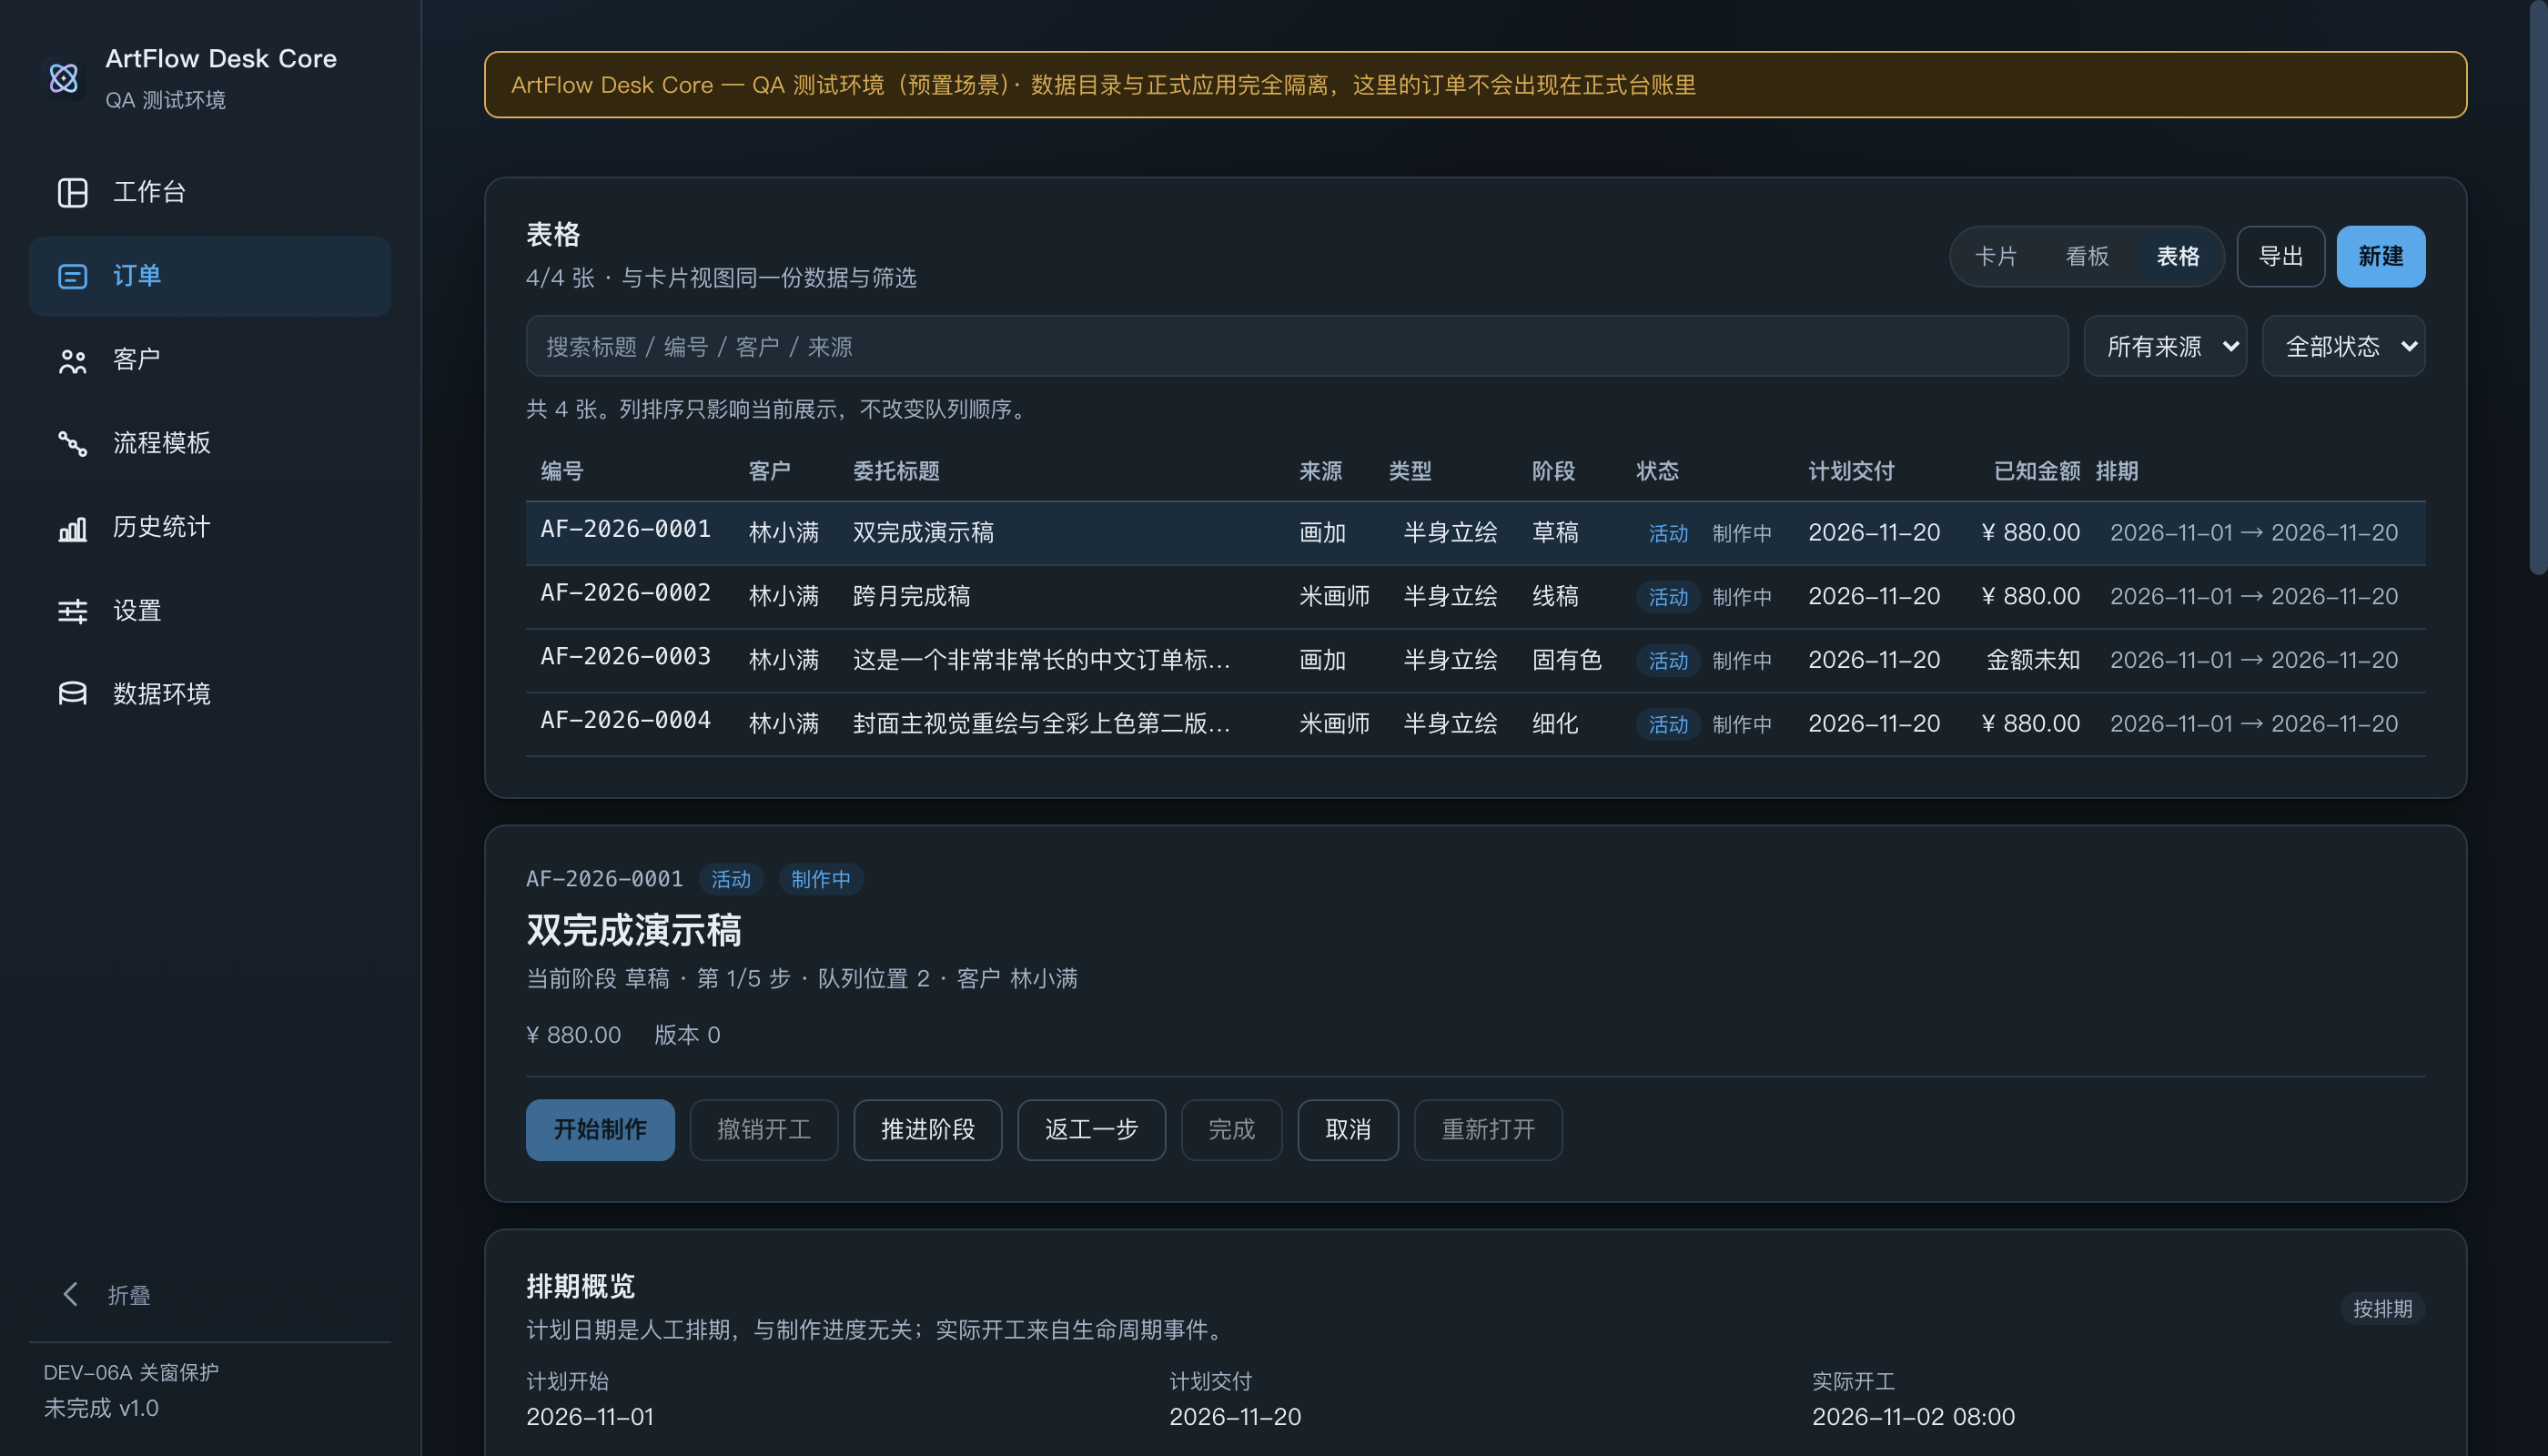 ArtFlow Desk Core
QA 测试环境
工作台
订单
客户
流程模板
历史统计
设置
数据环境
折叠
DEV-06A 关窗保护
未完成 v1.0
ArtFlow Desk Core — QA 测试环境（预置场景）· 数据目录与正式应用完全隔离，这里的订单不会出现在正式台账里
表格
4/4 张 · 与卡片视图同一份数据与筛选
卡片 看板 表格 导出 新建
搜索标题 / 编号 / 客户 / 来源 所有来源 全部状态
共 4 张。列排序只影响当前展示，不改变队列顺序。
编号 客户 委托标题 来源 类型 阶段 状态 计划交付 已知金额 排期
AF-2026-0001 林小满 双完成演示稿 画加 半身立绘 草稿 活动 制作中 2026-11-20 ¥ 880.00 2026-11-01 → 2026-11-20
AF-2026-0002 林小满 跨月完成稿 米画师 半身立绘 线稿 活动 制作中 2026-11-20 ¥ 880.00 2026-11-01 → 2026-11-20
AF-2026-0003 林小满 这是一个非常非常长的中文订单标… 画加 半身立绘 固有色 活动 制作中 2026-11-20 金额未知 2026-11-01 → 2026-11-20
AF-2026-0004 林小满 封面主视觉重绘与全彩上色第二版… 米画师 半身立绘 细化 活动 制作中 2026-11-20 ¥ 880.00 2026-11-01 → 2026-11-20
AF-2026-0001 活动 制作中
双完成演示稿
当前阶段 草稿 · 第 1/5 步 · 队列位置 2 · 客户 林小满
¥ 880.00 版本 0
开始制作 撤销开工 推进阶段 返工一步 完成 取消 重新打开
排期概览
计划日期是人工排期，与制作进度无关；实际开工来自生命周期事件。
按排期
计划开始 计划交付 实际开工
2026-11-01 2026-11-20 2026-11-02 08:00